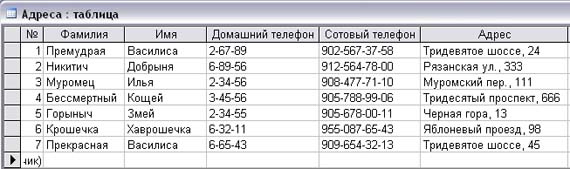 Адреса : таблица
№ Фамилия Имя Домашний телефон Сотовый телефон Адрес
1 Премудрая Василиса 2-67-89 902-567-37-58 Тридевятое шоссе, 24
2 Никитич Добрыня 6-89-56 912-564-78-00 Рязанская ул., 333
3 Муромец Илья 2-34-56 908-477-71-10 Муромский пер., 111
4 Бессмертный Кощей 3-45-56 905-788-99-06 Тридесятый проспект, 666
5 Горыныч Змей 2-34-55 905-678-00-11 Черная гора, 13
6 Крошечка Хаврошечка 6-32-11 955-087-65-43 Яблоневый проезд, 98
7 Прекрасная Василиса 6-65-43 909-654-32-13 Тридевятое шоссе, 45
чик)